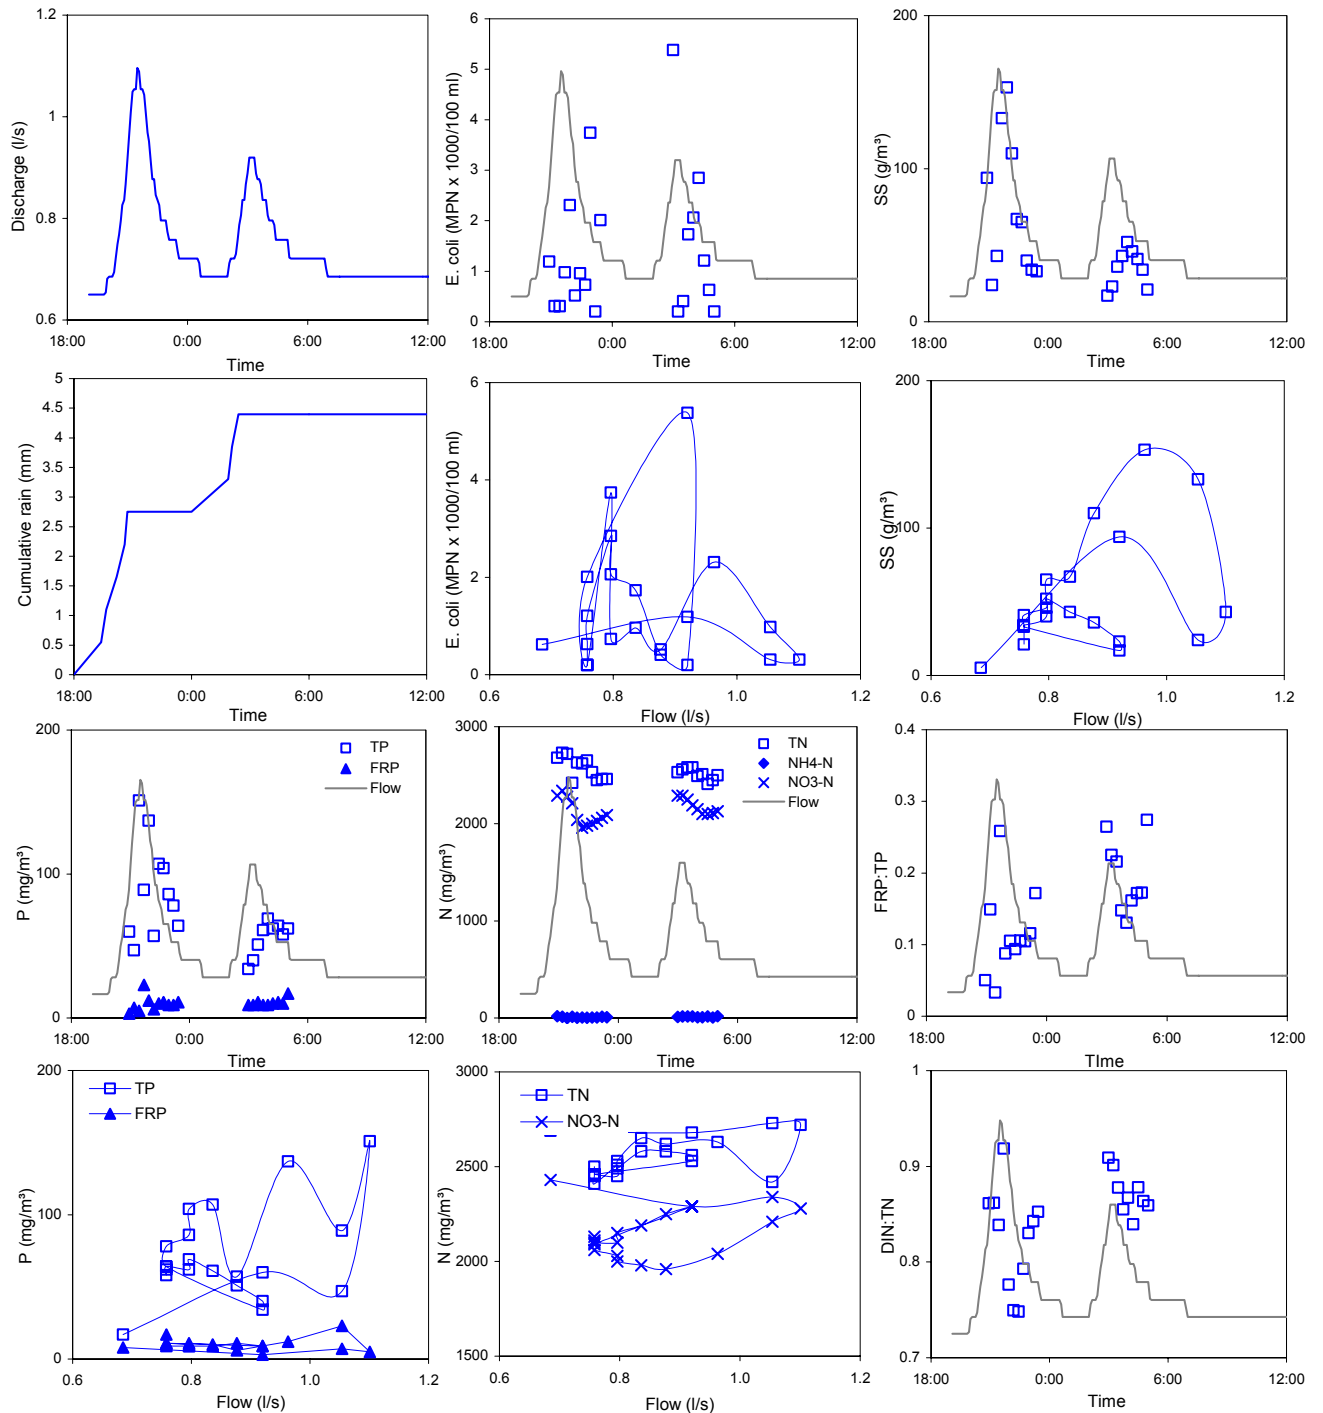 1.2
1
0.8
0.6
Discharge (l/s)
18:00 0:00 6:00 12:00
Time
6
5
4
3
2
1
0
E. coli (MPN x 1000/100 ml)
18:00 0:00 6:00 12:00
Time
200
100
0
SS (g/m³)
18:00 0:00 6:00 12:00
Time
5
4.5
4
3.5
3
2.5
2
1.5
1
0.5
0
Cumulative rain (mm)
18:00 0:00 6:00 12:00
Time
6
4
2
0
E. coli (MPN x 1000/100 ml)
0.6 0.8 1.0 1.2
Flow (l/s)
200
100
0
SS (g/m³)
0.6 0.8 1.0 1.2
Flow (l/s)
200
100
0
P (mg/m³)
TP
FRP
Flow
18:00 0:00 6:00 12:00
Time
3000
2000
1000
0
N (mg/m³)
TN
NH4-N
NO3-N
Flow
18:00 0:00 6:00 12:00
Time
0.4
0.3
0.2
0.1
0
FRP:TP
18:00 0:00 6:00 12:00
TIme
200
100
0
P (mg/m³)
TP
FRP
0.6 0.8 1.0 1.2
Flow (l/s)
3000
2500
2000
1500
N (mg/m³)
TN
NO3-N
0.6 0.8 1.0 1.2
Flow (l/s)
1
0.9
0.8
0.7
DIN:TN
18:00 0:00 6:00 12:00
Time